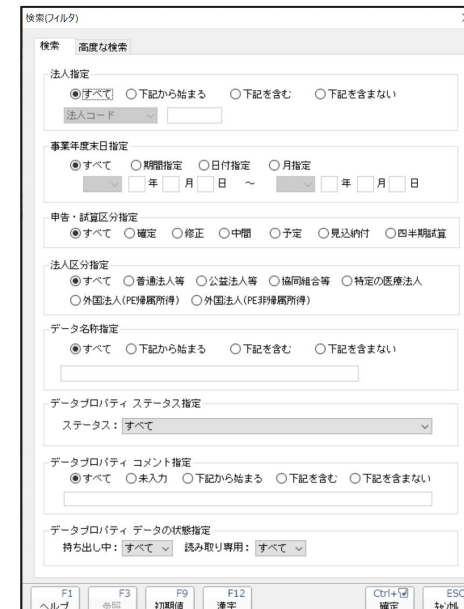 検索(フィルタ)
検索 高度な検索
法人指定
すべて 下記から始まる 下記を含む 下記を含まない
法人コード
事業年度末日指定
すべて 期間指定 日付指定 月指定
年 月 日 ～ 年 月 日
申告・試算区分指定
すべて 確定 修正 中間 予定 見込納付 四半期試算
法人区分指定
すべて 普通法人等 公益法人等 協同組合等 特定の医療法人
外国法人(PE帰属所得) 外国法人(PE非帰属所得)
データ名称指定
すべて 下記から始まる 下記を含む 下記を含まない
データプロパティ ステータス指定
ステータス： すべて
データプロパティ コメント指定
すべて 未入力 下記から始まる 下記を含む 下記を含まない
データプロパティ データの状態指定
持ち出し中： すべて 読み取り専用： すべて
F1 F3 F9 F12 Ctrl+ ESC
ヘルプ 参照 初期値 漢字 確定 ｷｬﾝｾﾙ